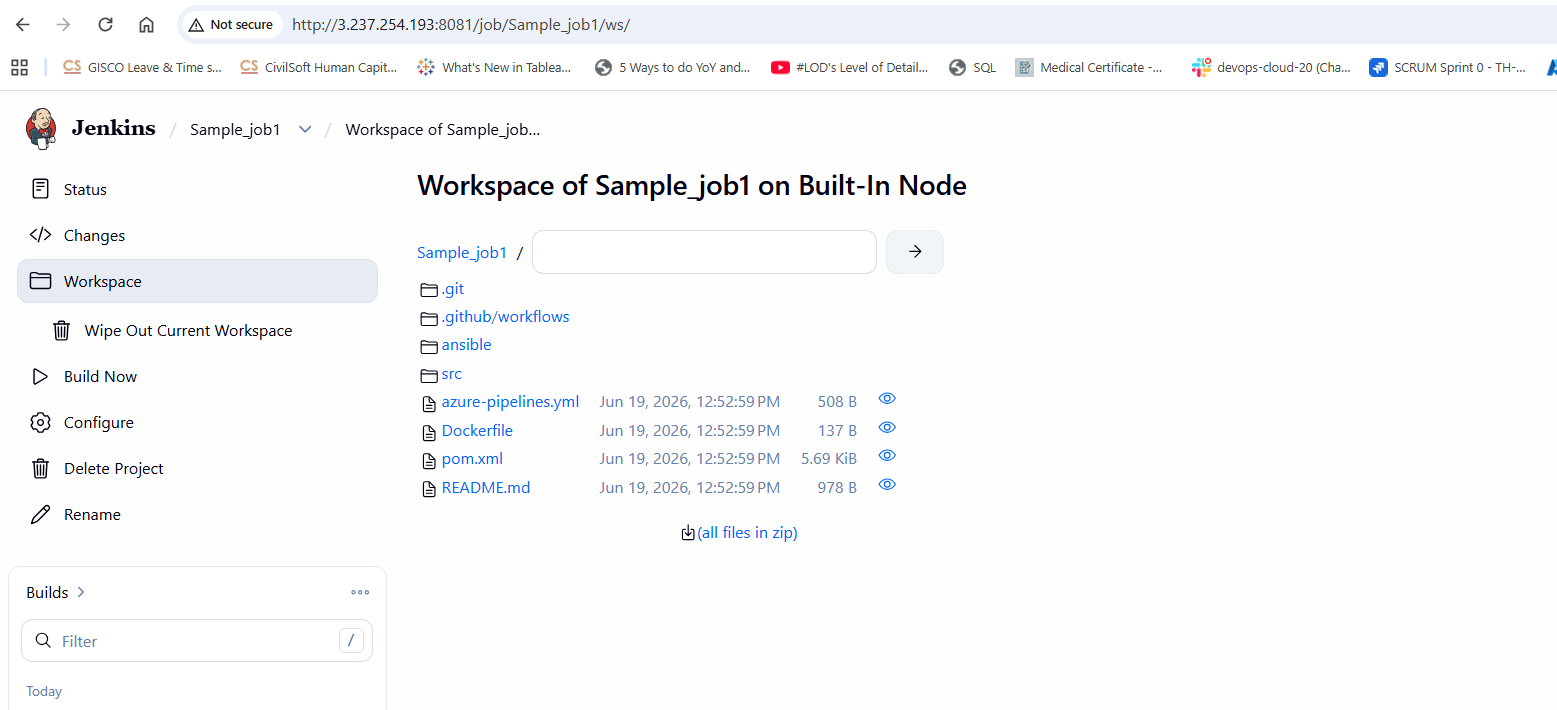 Not secure http://3.237.254.193:8081/job/Sample_job1/ws/
CS GISCO Leave & Time s... CS CivilSoft Human Capit... What's New in Tablea... 5 Ways to do YoY and... #LOD's Level of Detail... SQL Medical Certificate -... devops-cloud-20 (Cha... SCRUM Sprint 0 - TH-...
Jenkins / Sample_job1 / Workspace of Sample_job...
Status
Changes
Workspace
Wipe Out Current Workspace
Build Now
Configure
Delete Project
Rename
Builds
Filter /
Today
Workspace of Sample_job1 on Built-In Node
Sample_job1 /
.git
.github/workflows
ansible
src
azure-pipelines.yml Jun 19, 2026, 12:52:59 PM 508 B
Dockerfile Jun 19, 2026, 12:52:59 PM 137 B
pom.xml Jun 19, 2026, 12:52:59 PM 5.69 KiB
README.md Jun 19, 2026, 12:52:59 PM 978 B
(all files in zip)